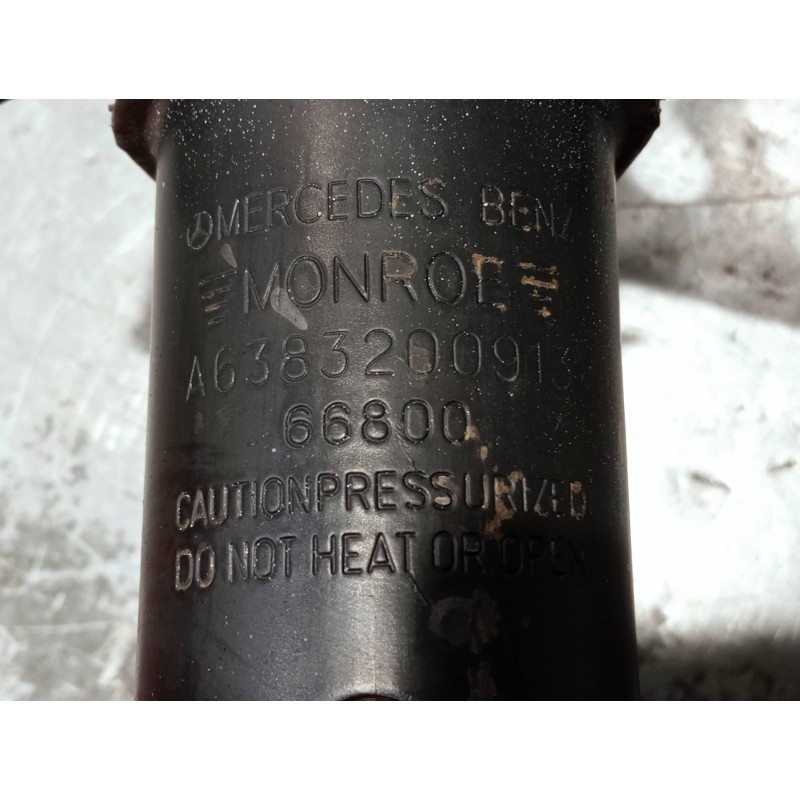 MERCEDES BENZ
MONROE
A6383200913
66800
CAUTION PRESSURIZED
DO NOT HEAT OR OPEN